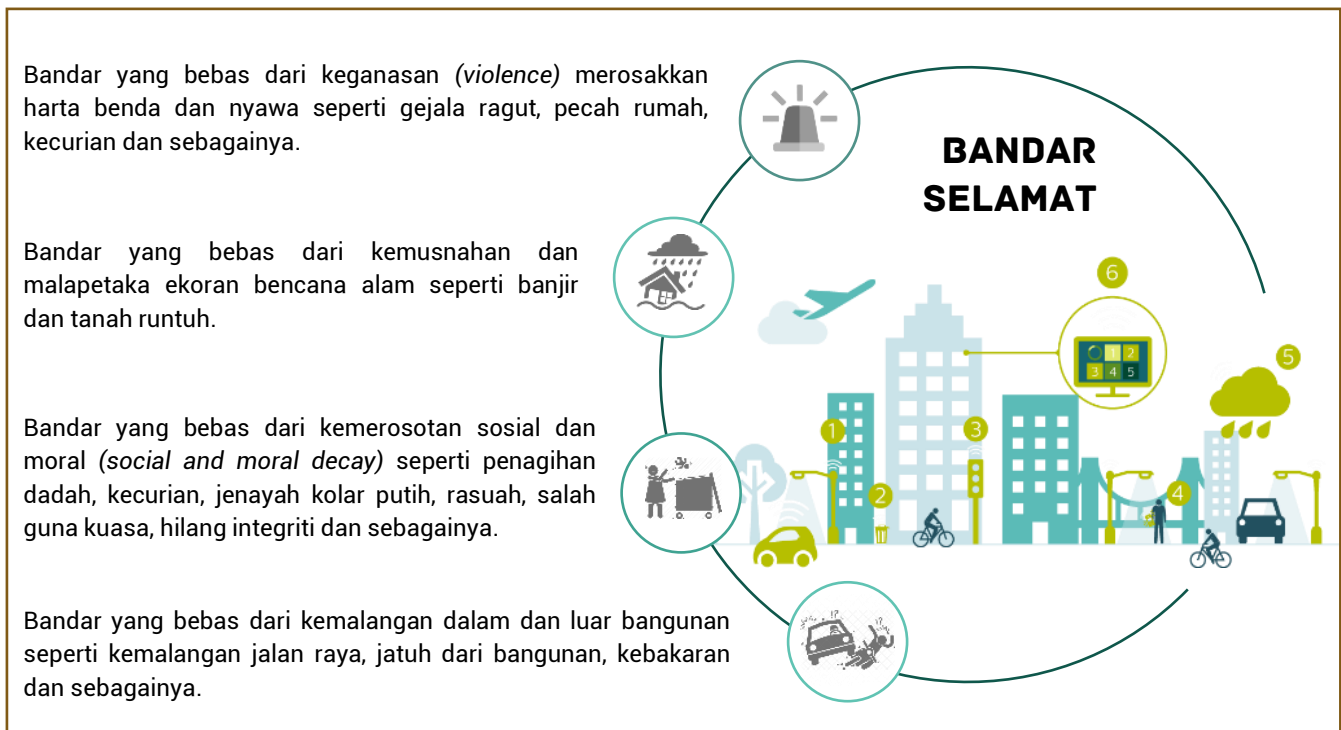 Bandar yang bebas dari keganasan (violence) merosakkan
harta benda dan nyawa seperti gejala ragut, pecah rumah,
kecurian dan sebagainya.
BANDAR
SELAMAT
Bandar yang bebas dari kemusnahan dan
malapetaka ekoran bencana alam seperti banjir
dan tanah runtuh.
Bandar yang bebas dari kemerosotan sosial dan
moral (social and moral decay) seperti penagihan
dadah, kecurian, jenayah kolar putih, rasuah, salah
guna kuasa, hilang integriti dan sebagainya.
Bandar yang bebas dari kemalangan dalam dan luar bangunan
seperti kemalangan jalan raya, jatuh dari bangunan, kebakaran
dan sebagainya.
6
1 2
3 4 5
5
1
3
2
4
!?
!?